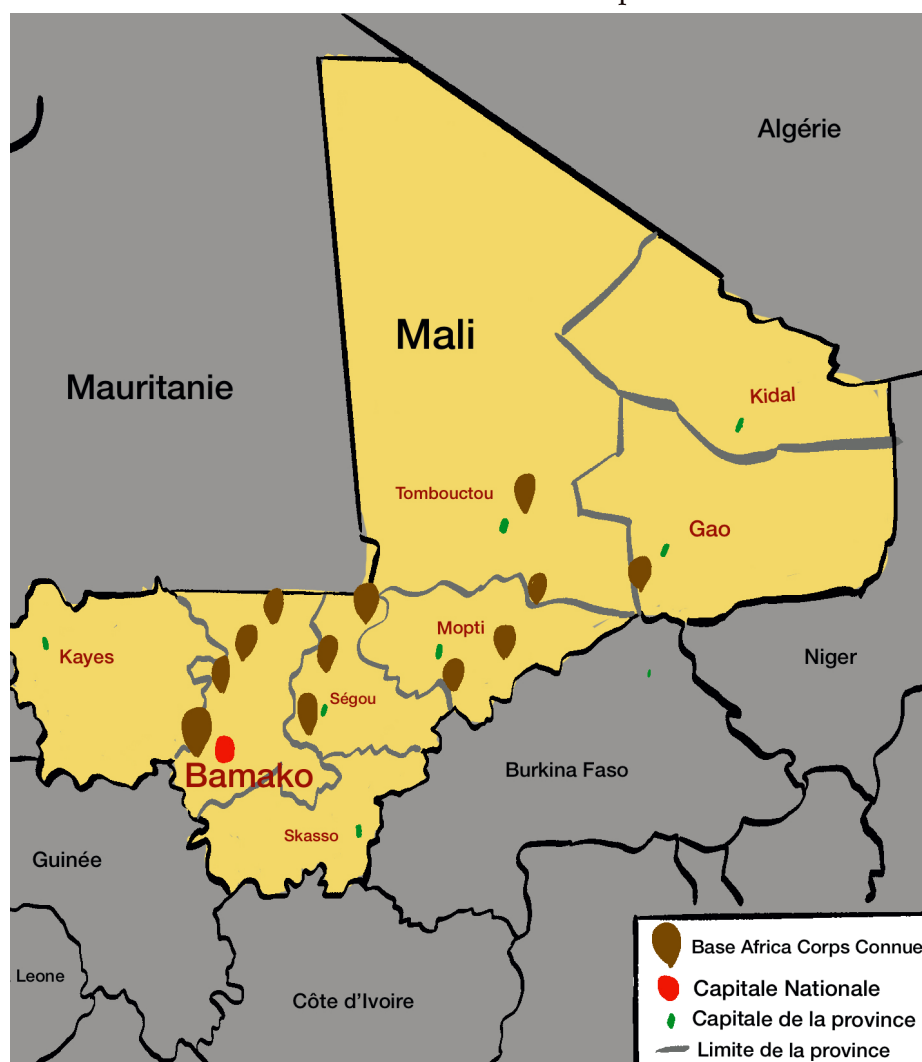 Algérie
Mali
Mauritanie
Kidal
Tombouctou
Gao
Mopti
Kayes
Niger
Ségou
Bamako
Burkina Faso
Skasso
Guinée
Leone
Côte d'Ivoire
Base Africa Corps Connue
Capitale Nationale
Capitale de la province
Limite de la province